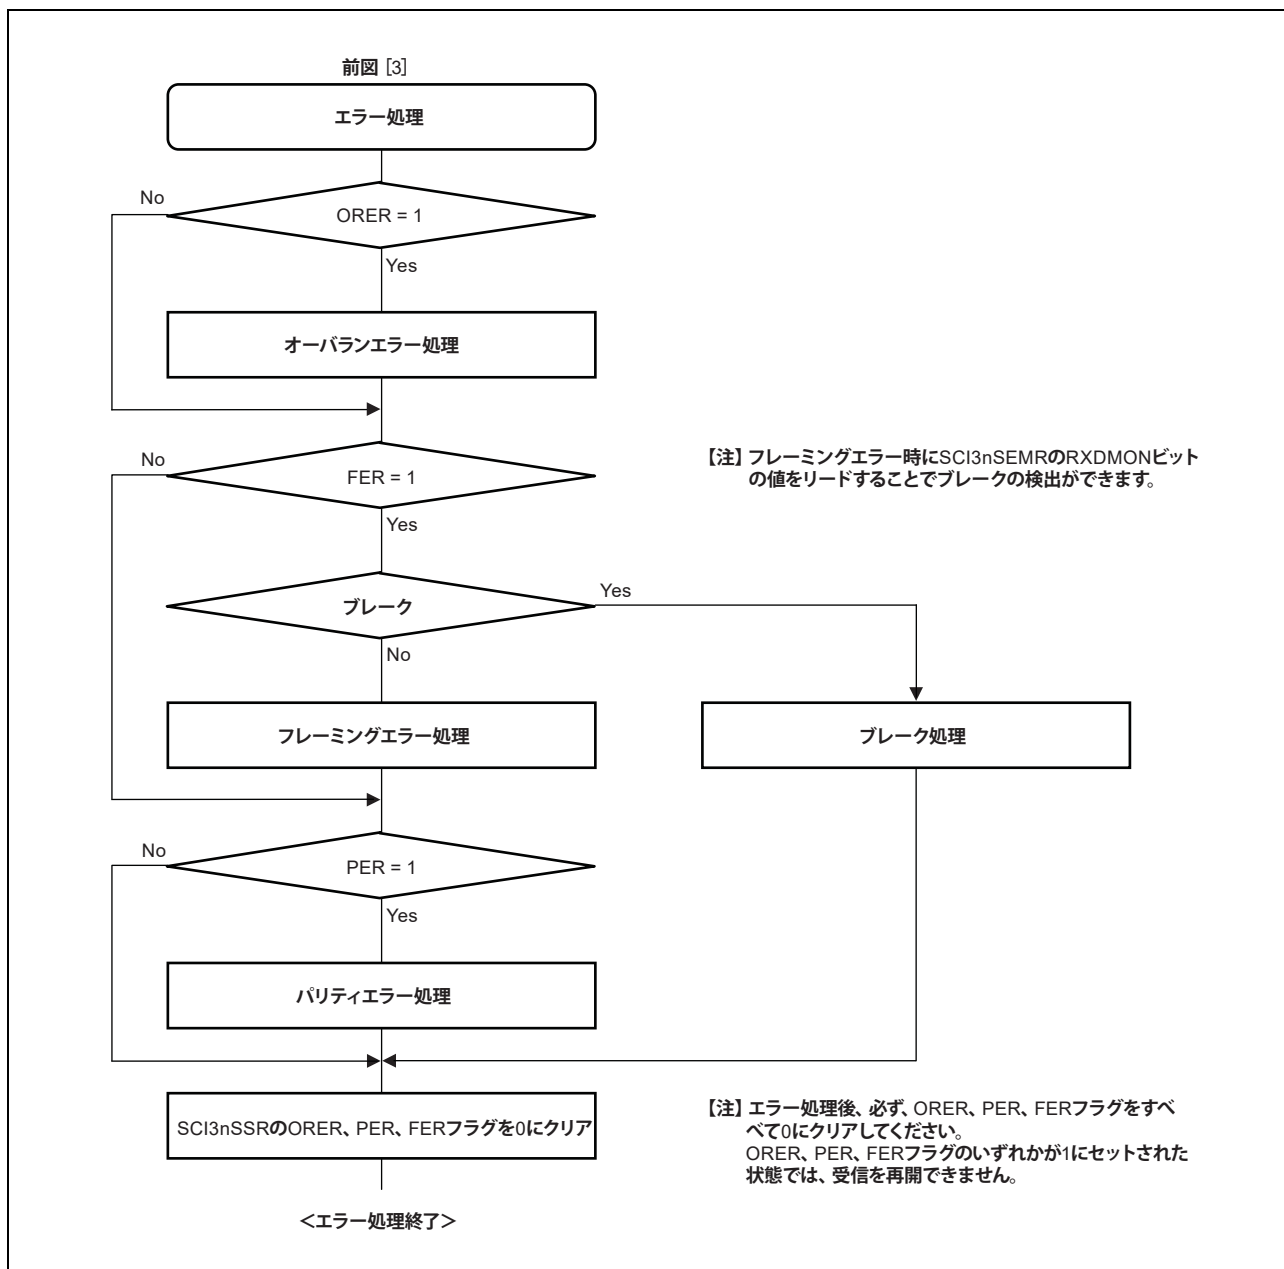 前図 [3]
エラー処理
No
ORER = 1
Yes
オーバランエラー処理
No
FER = 1
Yes
【注】 フレーミングエラー時にSCI3nSEMRのRXDMONビット
の値をリードすることでブレークの検出ができます。
ブレーク
Yes
No
フレーミングエラー処理
ブレーク処理
No
PER = 1
Yes
パリティエラー処理
SCI3nSSRのORER、PER、FERフラグを0にクリア
【注】 エラー処理後、必ず、ORER、PER、FERフラグをすべ
べて0にクリアしてください。
ORER、PER、FERフラグのいずれかが1にセットされた
状態では、受信を再開できません。
＜エラー処理終了＞